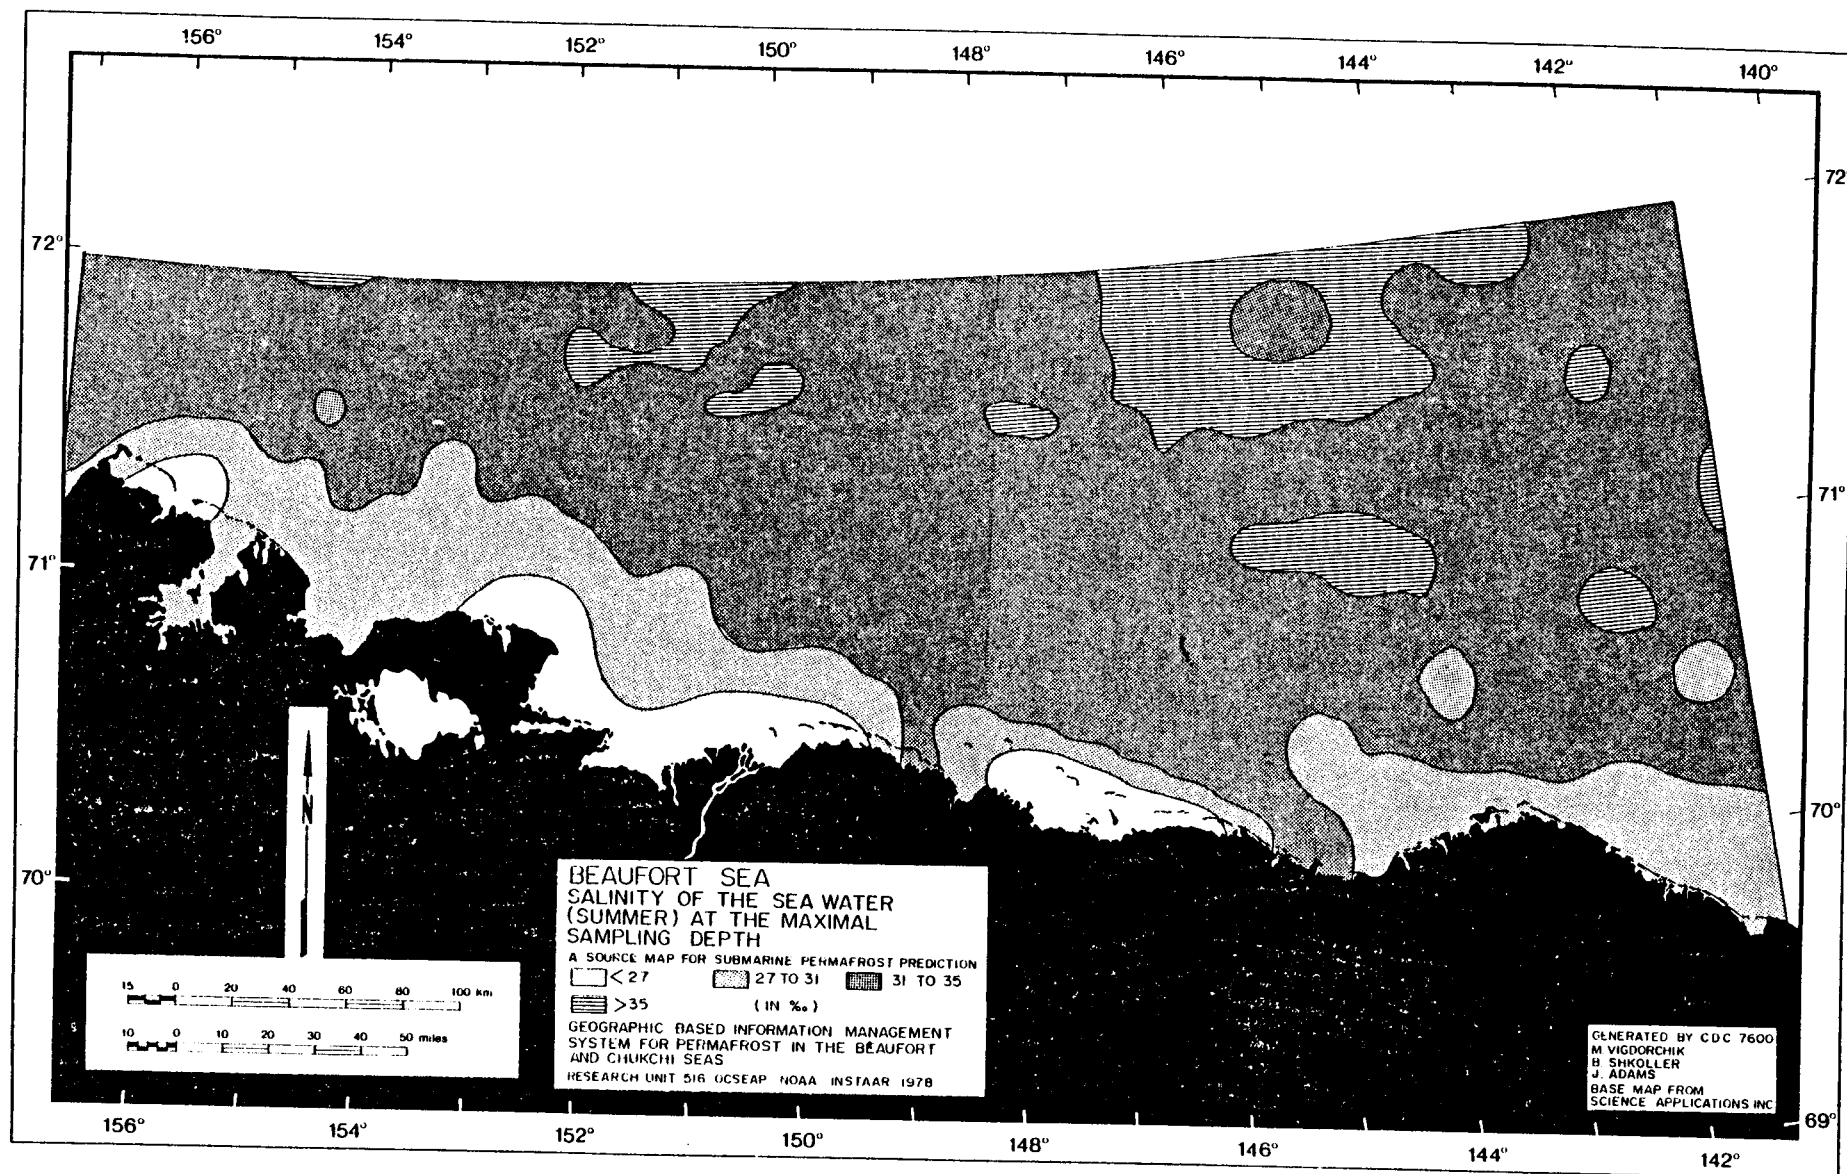 156° 154° 152° 150° 148° 146° 144° 142° 140°
72°
72°
71°
71°
70°
70°
69°
N
BEAUFORT SEA
SALINITY OF THE SEA WATER
(SUMMER) AT THE MAXIMAL
SAMPLING DEPTH
A SOURCE MAP FOR SUBMARINE PERMAFROST PREDICTION
< 27 27 TO 31 31 TO 35
>35 (IN ‰)
GEOGRAPHIC BASED INFORMATION MANAGEMENT
SYSTEM FOR PERMAFROST IN THE BEAUFORT
AND CHUKCHI SEAS
RESEARCH UNIT 516 OCSEAP NOAA INSTAAR 1978
15 0 20 40 60 80 100 km
10 0 10 20 30 40 50 miles
GENERATED BY CDC 7600
M VIGDORCHIK
B. SHKOLLER
J. ADAMS
BASE MAP FROM
SCIENCE APPLICATIONS INC
156° 154° 152° 150° 148° 146° 144° 142°